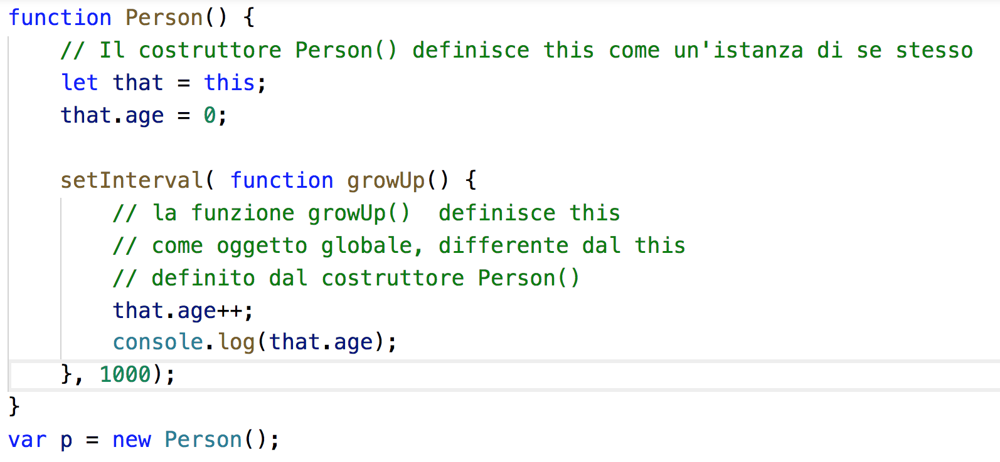 function Person() {
    // Il costruttore Person() definisce this come un'istanza di se stesso
    let that = this;
    that.age = 0;

    setInterval( function growUp() {
        // la funzione growUp()  definisce this
        // come oggetto globale, differente dal this
        // definito dal costruttore Person()
        that.age++;
        console.log(that.age);
    }, 1000);
}
var p = new Person();